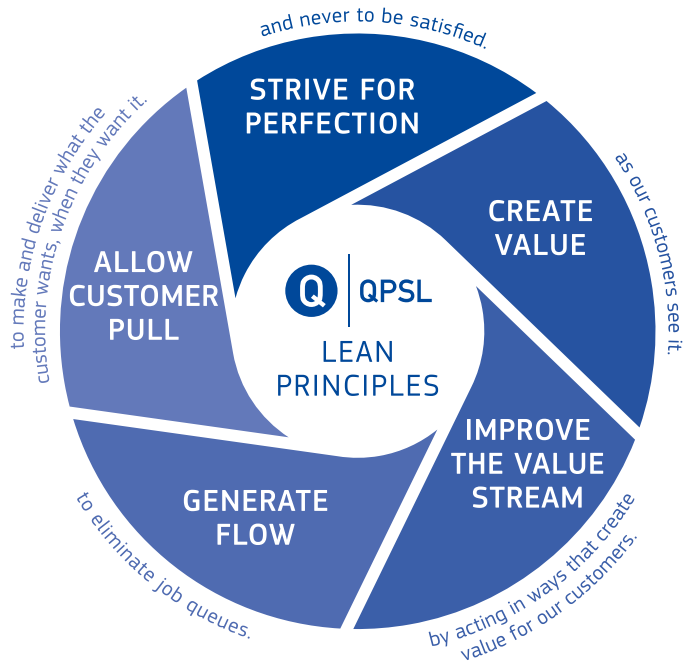 and never to be satisfied.
STRIVE FOR
PERFECTION
CREATE
VALUE
as our customers see it.
IMPROVE
THE VALUE
STREAM
by acting in ways that create
value for our customers.
GENERATE
FLOW
to eliminate job queues.
ALLOW
CUSTOMER
PULL
to make and deliver what the
customer wants, when they want it.
Q QPSL
LEAN
PRINCIPLES